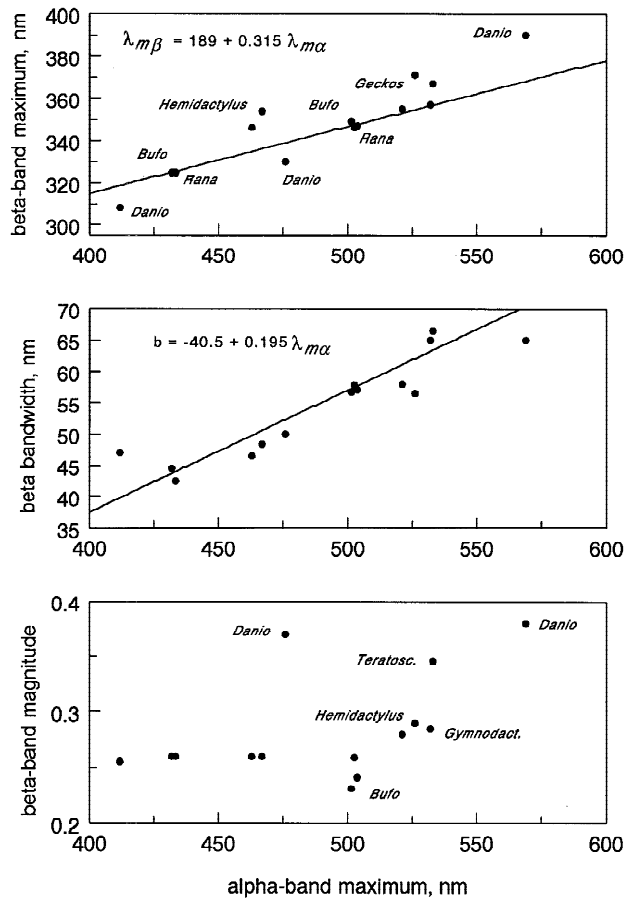 beta-band maximum, nm
400
380
360
340
320
300
λmβ = 189 + 0.315 λmα
Danio
Geckos
Hemidactylus
Bufo
Rana
Bufo
Rana
Danio
Danio
400 450 500 550 600
beta bandwidth, nm
70
65
60
55
50
45
40
35
b = -40.5 + 0.195 λmα
400 450 500 550 600
beta-band magnitude
0.4
0.3
0.2
Danio
Danio
Teratosc.
Hemidactylus
Gymnodact.
Bufo
400 450 500 550 600
alpha-band maximum, nm